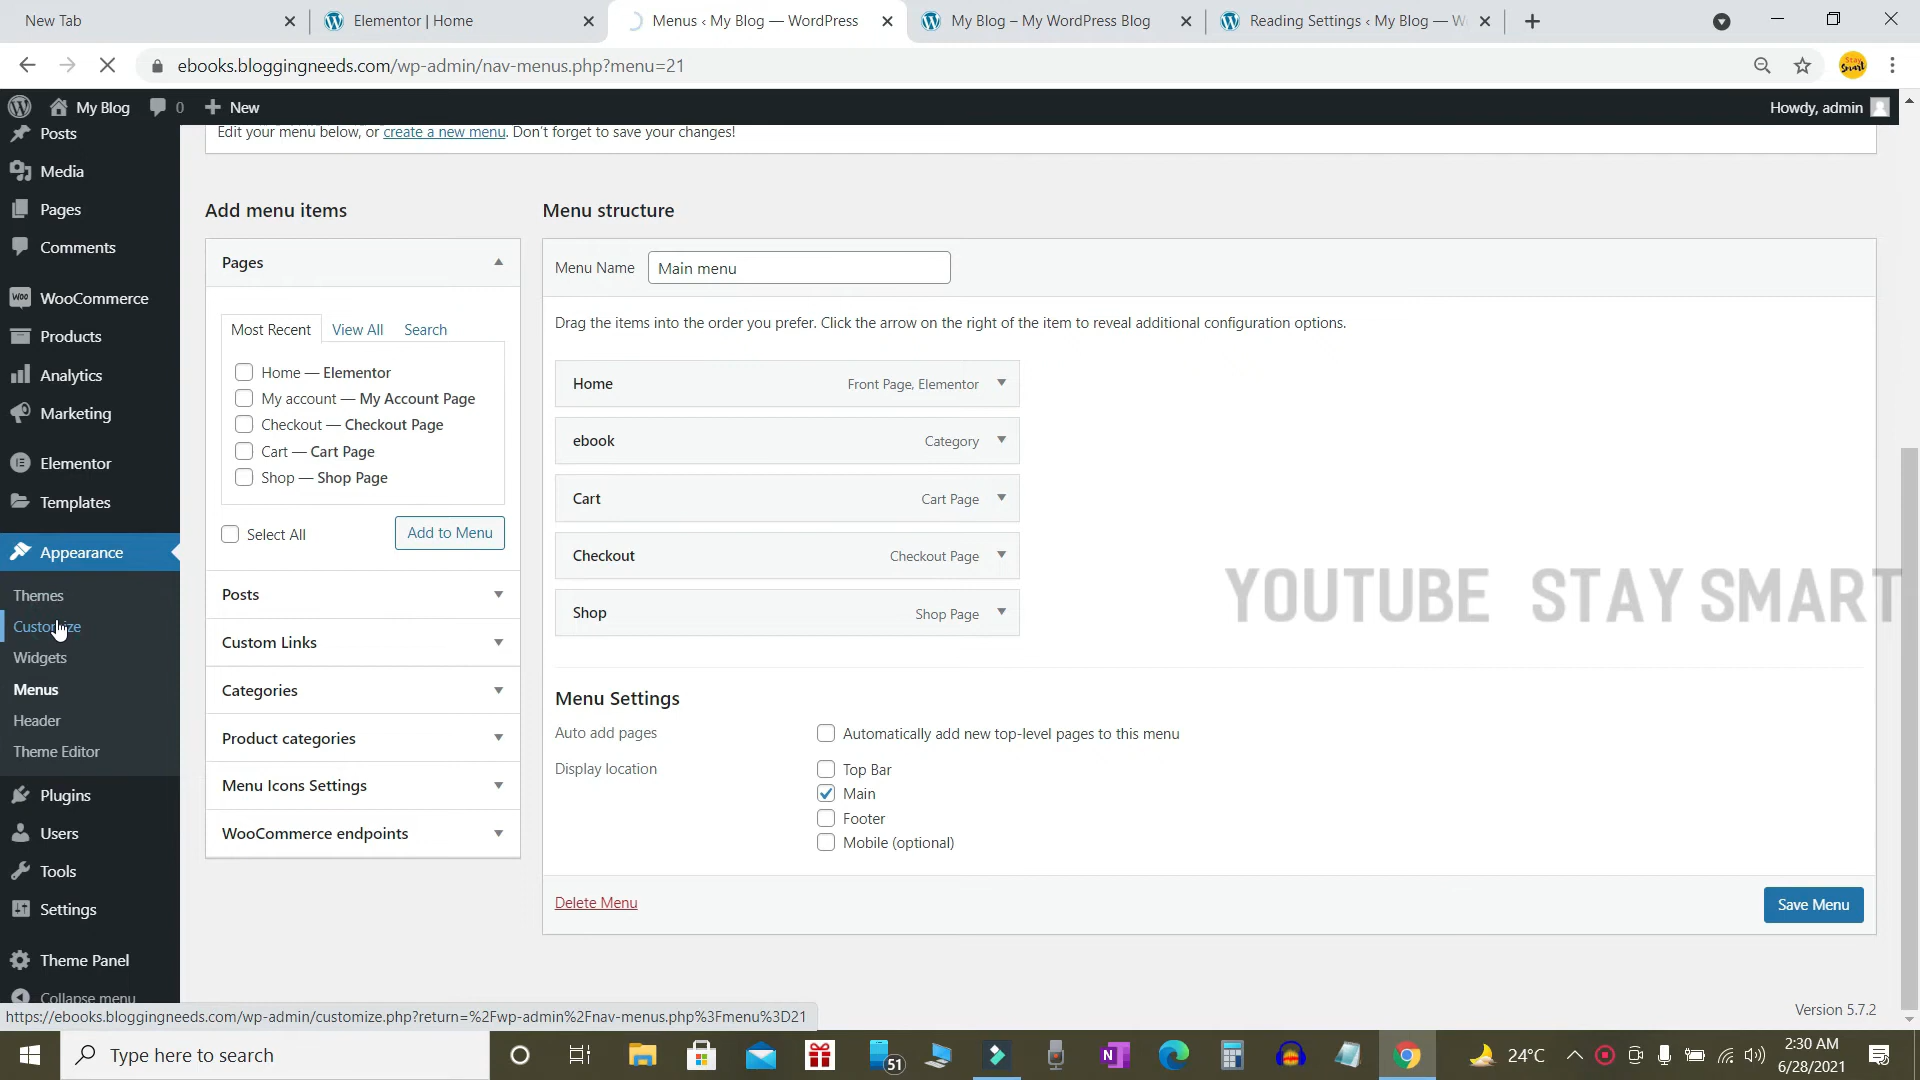 New Tab
Elementor | Home
Menus ‹ My Blog — WordPress
My Blog – My WordPress Blog
Reading Settings ‹ My Blog — W
ebooks.bloggingneeds.com/wp-admin/nav-menus.php?menu=21
My Blog
0
New
Howdy, admin
Posts
Media
Pages
Comments
WooCommerce
Products
Analytics
Marketing
Elementor
Templates
Appearance
Themes
Customize
Widgets
Menus
Header
Theme Editor
Plugins
Users
Tools
Settings
Theme Panel
Collapse menu
Edit your menu below, or create a new menu. Don't forget to save your changes!
Add menu items
Pages
Most Recent
View All
Search
Home — Elementor
My account — My Account Page
Checkout — Checkout Page
Cart — Cart Page
Shop — Shop Page
Select All
Add to Menu
Posts
Custom Links
Categories
Product categories
Menu Icons Settings
WooCommerce endpoints
Menu structure
Menu Name
Main menu
Drag the items into the order you prefer. Click the arrow on the right of the item to reveal additional configuration options.
Home
Front Page, Elementor
ebook
Category
Cart
Cart Page
Checkout
Checkout Page
Shop
Shop Page
YOUTUBE STAY SMART
Menu Settings
Auto add pages
Automatically add new top-level pages to this menu
Display location
Top Bar
Main
Footer
Mobile (optional)
Delete Menu
Save Menu
Version 5.7.2
https://ebooks.bloggingneeds.com/wp-admin/customize.php?return=%2Fwp-admin%2Fnav-menus.php%3Fmenu%3D21
Type here to search
51
24°C
2:30 AM
6/28/2021